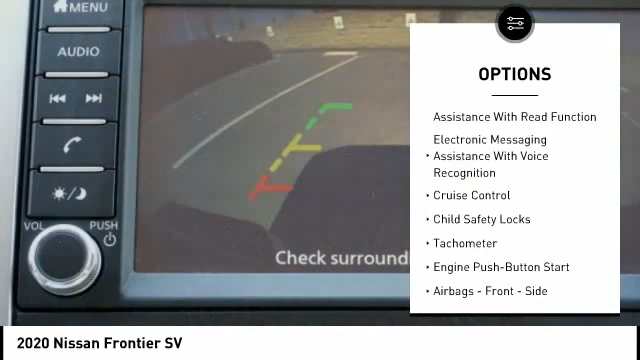 MENU
AUDIO
VOL
PUSH
Check surround
OPTIONS
Assistance With Read Function
Electronic Messaging
• Assistance With Voice
Recognition
• Cruise Control
• Child Safety Locks
• Tachometer
• Engine Push-Button Start
• Airbags - Front - Side
2020 Nissan Frontier SV